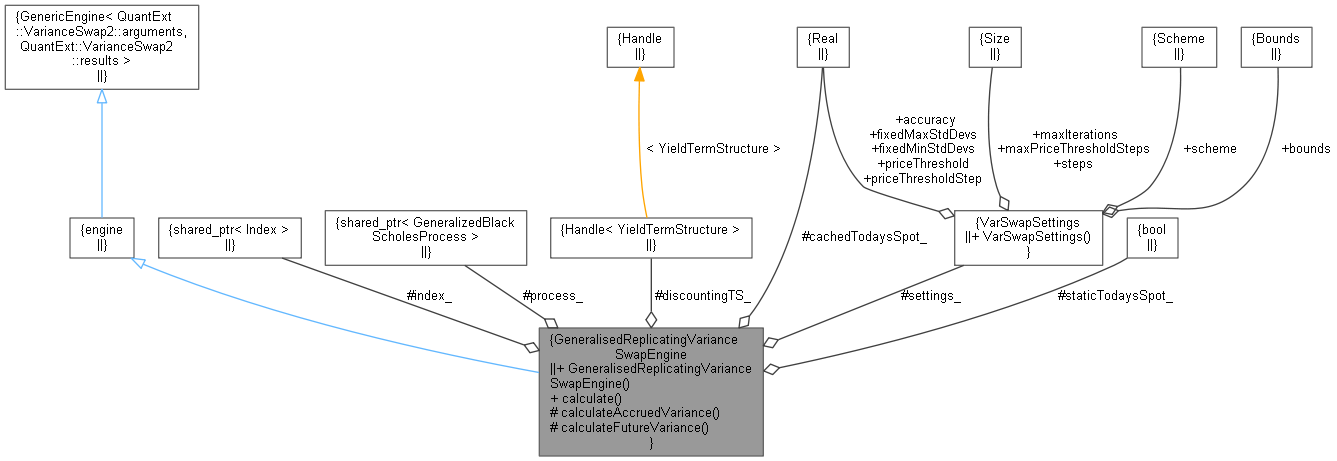 {GenericEngine< QuantExt
::VarianceSwap2::arguments,
QuantExt::VarianceSwap2
::results >
||}
{Handle
||}
{Real
||}
{Size
||}
{Scheme
||}
{Bounds
||}
< YieldTermStructure >
+accuracy
+fixedMaxStdDevs
+fixedMinStdDevs
+priceThreshold
+priceThresholdStep
+maxIterations
+maxPriceThresholdSteps
+steps
+scheme
+bounds
{engine
||}
{shared_ptr< Index >
||}
{shared_ptr< GeneralizedBlack
ScholesProcess >
||}
{Handle< YieldTermStructure >
||}
#cachedTodaysSpot_
{VarSwapSettings
||+ VarSwapSettings()
}
{bool
||}
#index_
#process_
#discountingTS_
#settings_
#staticTodaysSpot_
{GeneralisedReplicatingVariance
SwapEngine
||+ GeneralisedReplicatingVariance
SwapEngine()
+ calculate()
# calculateAccruedVariance()
# calculateFutureVariance()
}